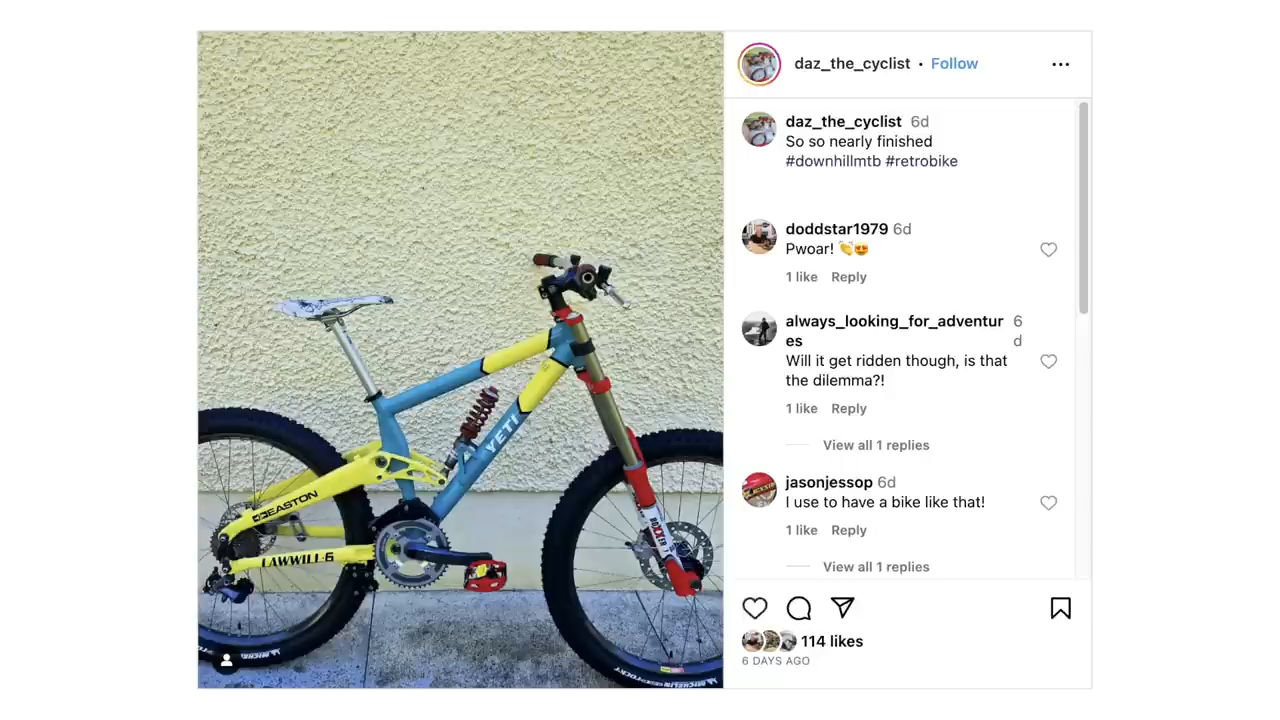 daz_the_cyclist • Follow
daz_the_cyclist 6d
So so nearly finished
#downhillmtb #retrobike
doddstar1979 6d
Pwoar! 👏😍
1 like Reply
always_looking_for_adventur
es 6
d
Will it get ridden though, is that
the dilemma?!
1 like Reply
View all 1 replies
jasonjessop 6d
I use to have a bike like that!
1 like Reply
View all 1 replies
114 likes
6 DAYS AGO
YETI
EASTON
LAWWILL-6
BOXXER
MICHELIN